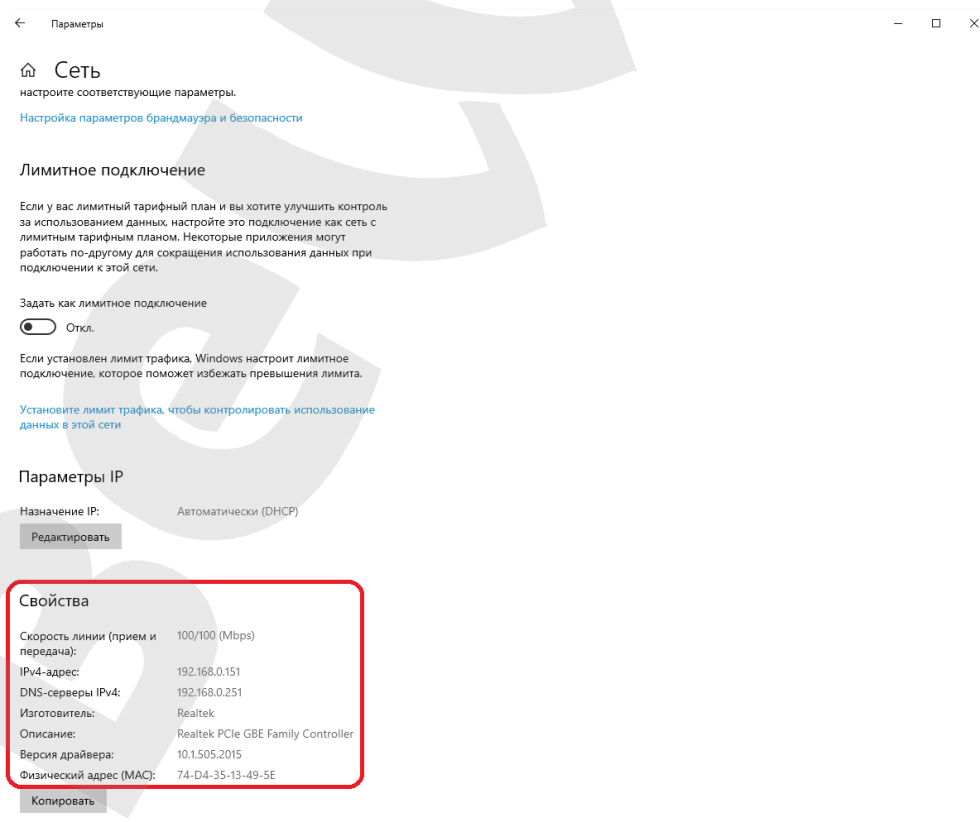 Параметры
Сеть
настроите соответствующие параметры.
Настройка параметров брандмауэра и безопасности
Лимитное подключение
Если у вас лимитный тарифный план и вы хотите улучшить контроль
за использованием данных, настройте это подключение как сеть с
лимитным тарифным планом. Некоторые приложения могут
работать по-другому для сокращения использования данных при
подключении к этой сети.
Задать как лимитное подключение
Откл.
Если установлен лимит трафика, Windows настроит лимитное
подключение, которое поможет избежать превышения лимита.
Установите лимит трафика, чтобы контролировать использование
данных в этой сети
Параметры IP
Назначение IP: Автоматически (DHCP)
Редактировать
Свойства
Скорость линии (прием и 100/100 (Mbps)
передача):
IPv4-адрес: 192.168.0.151
DNS-серверы IPv4: 192.168.0.251
Изготовитель: Realtek
Описание: Realtek PCIe GBE Family Controller
Версия драйвера: 10.1.505.2015
Физический адрес (MAC): 74-D4-35-13-49-5E
Копировать